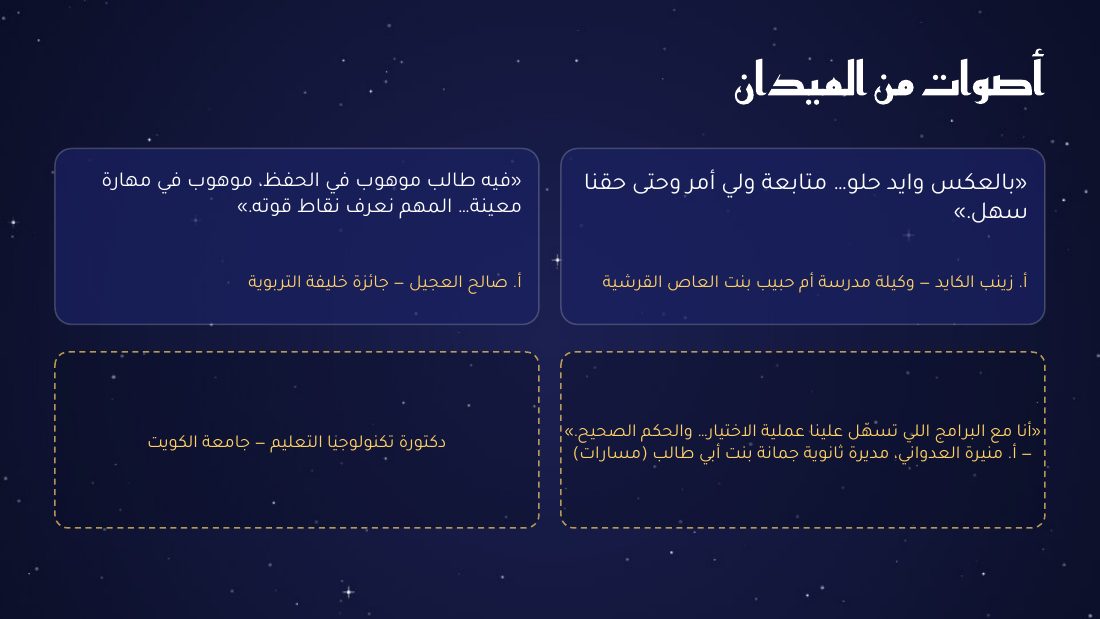 أصوات من الميدان
«بالعكس وايد حلو… متابعة ولي أمر وحتى حقنا
سهل.»
أ. زينب الكايد – وكيلة مدرسة أم حبيب بنت العاص القرشية
«فيه طالب موهوب في الحفظ، موهوب في مهارة
معينة… المهم نعرف نقاط قوته.»
أ. صالح العجيل – جائزة خليفة التربوية
«أنا مع البرامج اللي تسهّل علينا عملية الاختيار… والحكم الصحيح.»
– أ. منيرة العدواني، مديرة ثانوية جمانة بنت أبي طالب (مسارات)
دكتورة تكنولوجيا التعليم – جامعة الكويت